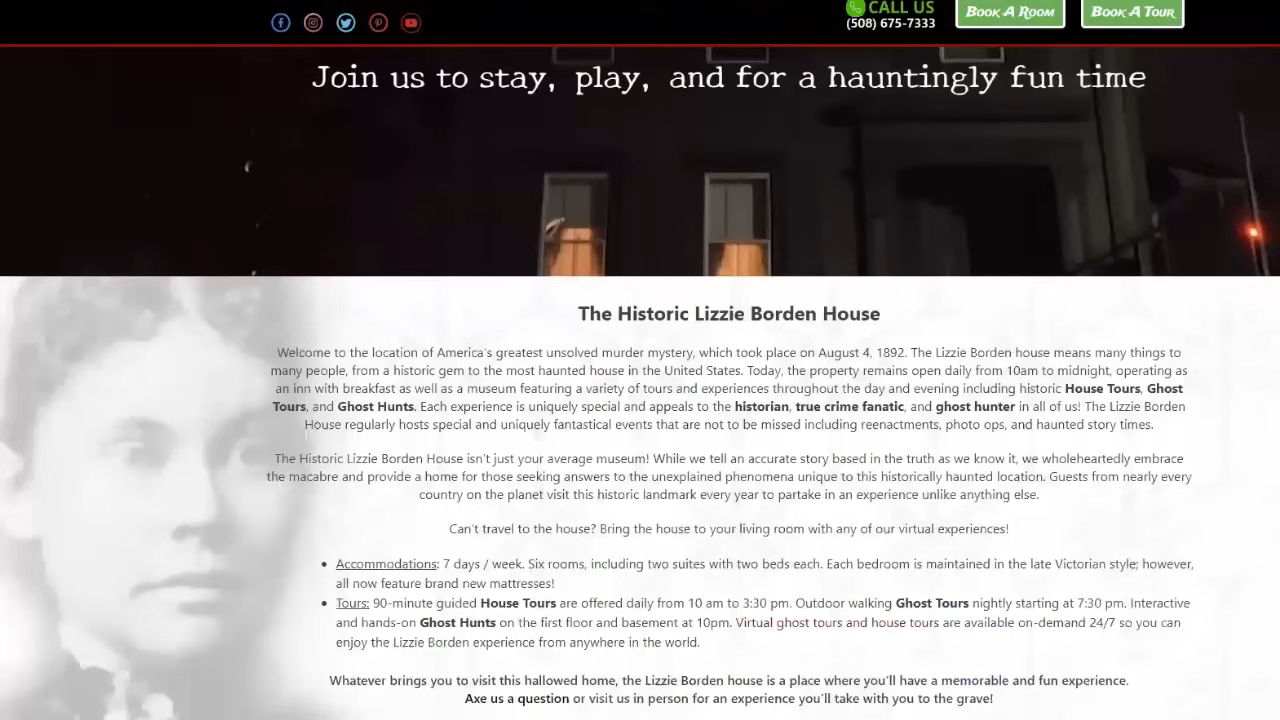 CALL US
(508) 675-7333
Book A Room
Book A Tour
Join us to stay, play, and for a hauntingly fun time
The Historic Lizzie Borden House
Welcome to the location of America's greatest unsolved murder mystery, which took place on August 4, 1892. The Lizzie Borden house means many things to
many people, from a historic gem to the most haunted house in the United States. Today, the property remains open daily from 10am to midnight, operating as
an inn with breakfast as well as a museum featuring a variety of tours and experiences throughout the day and evening including historic House Tours, Ghost
Tours, and Ghost Hunts. Each experience is uniquely special and appeals to the historian, true crime fanatic, and ghost hunter in all of us! The Lizzie Borden
House regularly hosts special and uniquely fantastical events that are not to be missed including reenactments, photo ops, and haunted story times.
The Historic Lizzie Borden House isn't just your average museum! While we tell an accurate story based in the truth as we know it, we wholeheartedly embrace
the macabre and provide a home for those seeking answers to the unexplained phenomena unique to this historically haunted location. Guests from nearly every
country on the planet visit this historic landmark every year to partake in an experience unlike anything else.
Can't travel to the house? Bring the house to your living room with any of our virtual experiences!
• Accommodations: 7 days / week. Six rooms, including two suites with two beds each. Each bedroom is maintained in the late Victorian style; however,
all now feature brand new mattresses!
• Tours: 90-minute guided House Tours are offered daily from 10 am to 3:30 pm. Outdoor walking Ghost Tours nightly starting at 7:30 pm. Interactive
and hands-on Ghost Hunts on the first floor and basement at 10pm. Virtual ghost tours and house tours are available on-demand 24/7 so you can
enjoy the Lizzie Borden experience from anywhere in the world.
Whatever brings you to visit this hallowed home, the Lizzie Borden house is a place where you'll have a memorable and fun experience.
Axe us a question or visit us in person for an experience you'll take with you to the grave!